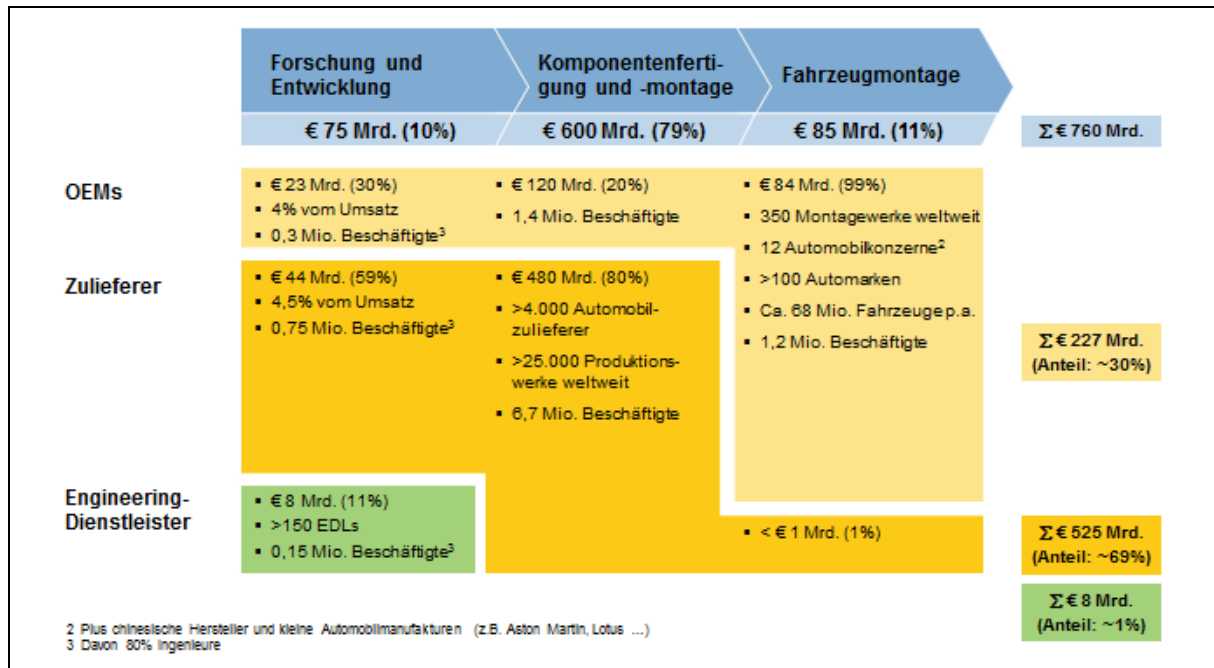 Forschung und
Entwicklung
Komponentenferti-
gung und -montage
Fahrzeugmontage
€ 75 Mrd. (10%)
€ 600 Mrd. (79%)
€ 85 Mrd. (11%)
Σ € 760 Mrd.
OEMs
▪ € 23 Mrd. (30%)
▪ 4% vom Umsatz
▪ 0,3 Mio. Beschäftigte³
▪ € 120 Mrd. (20%)
▪ 1,4 Mio. Beschäftigte
▪ € 84 Mrd. (99%)
▪ 350 Montagewerke weltweit
▪ 12 Automobilkonzerne²
▪ >100 Automarken
▪ Ca. 68 Mio. Fahrzeuge p.a.
▪ 1,2 Mio. Beschäftigte
Σ € 227 Mrd.
(Anteil: ~30%)
Zulieferer
▪ € 44 Mrd. (59%)
▪ 4,5% vom Umsatz
▪ 0,75 Mio. Beschäftigte³
▪ € 480 Mrd. (80%)
▪ >4.000 Automobil-
zulieferer
▪ >25.000 Produktions-
werke weltweit
▪ 6,7 Mio. Beschäftigte
▪ < € 1 Mrd. (1%)
Σ € 525 Mrd.
(Anteil: ~69%)
Engineering-
Dienstleister
▪ € 8 Mrd. (11%)
▪ >150 EDLs
▪ 0,15 Mio. Beschäftigte³
Σ € 8 Mrd.
(Anteil: ~1%)
2 Plus chinesische Hersteller und kleine Automobilmanufakturen (z.B. Aston Martin, Lotus ...)
3 Davon 80% Ingenieure